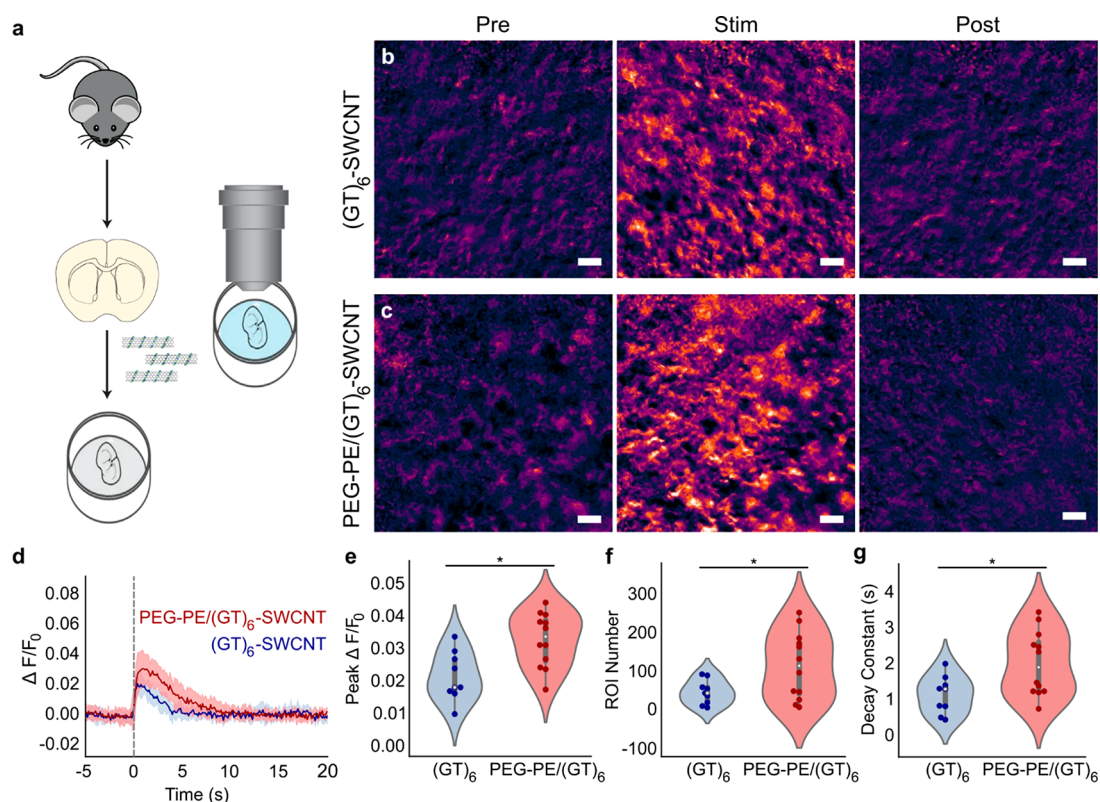 a
Pre
Stim
Post
b
(GT)6-SWCNT
c
PEG-PE/(GT)6-SWCNT
d
0.08
0.06
0.04
0.02
0.00
-0.02
Δ F/F0
PEG-PE/(GT)6-SWCNT
(GT)6-SWCNT
-5
0
5
10
15
20
Time (s)
e
*
0.05
0.04
0.03
0.02
0.01
0.00
Peak Δ F/F0
(GT)6
PEG-PE/(GT)6
f
*
300
200
100
0
-100
ROI Number
(GT)6
PEG-PE/(GT)6
g
*
4
3
2
1
0
Decay Constant (s)
(GT)6
PEG-PE/(GT)6